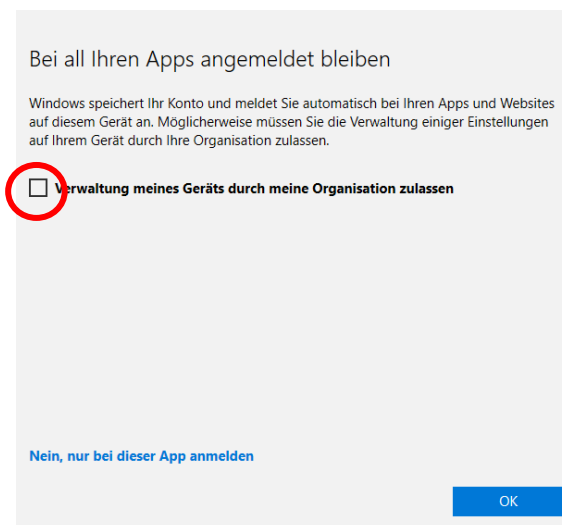 Bei all Ihren Apps angemeldet bleiben
Windows speichert Ihr Konto und meldet Sie automatisch bei Ihren Apps und Websites
auf diesem Gerät an. Möglicherweise müssen Sie die Verwaltung einiger Einstellungen
auf Ihrem Gerät durch Ihre Organisation zulassen.
Verwaltung meines Geräts durch meine Organisation zulassen
Nein, nur bei dieser App anmelden
OK